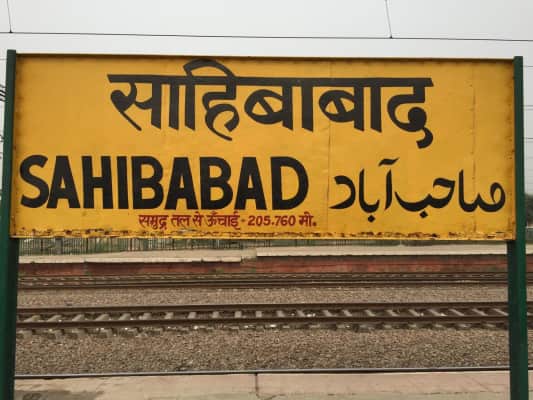 साहिबाबाद
SAHIBABAD صاحب آباد
समुद्र तल से ऊँचाई - 205.760 मी.